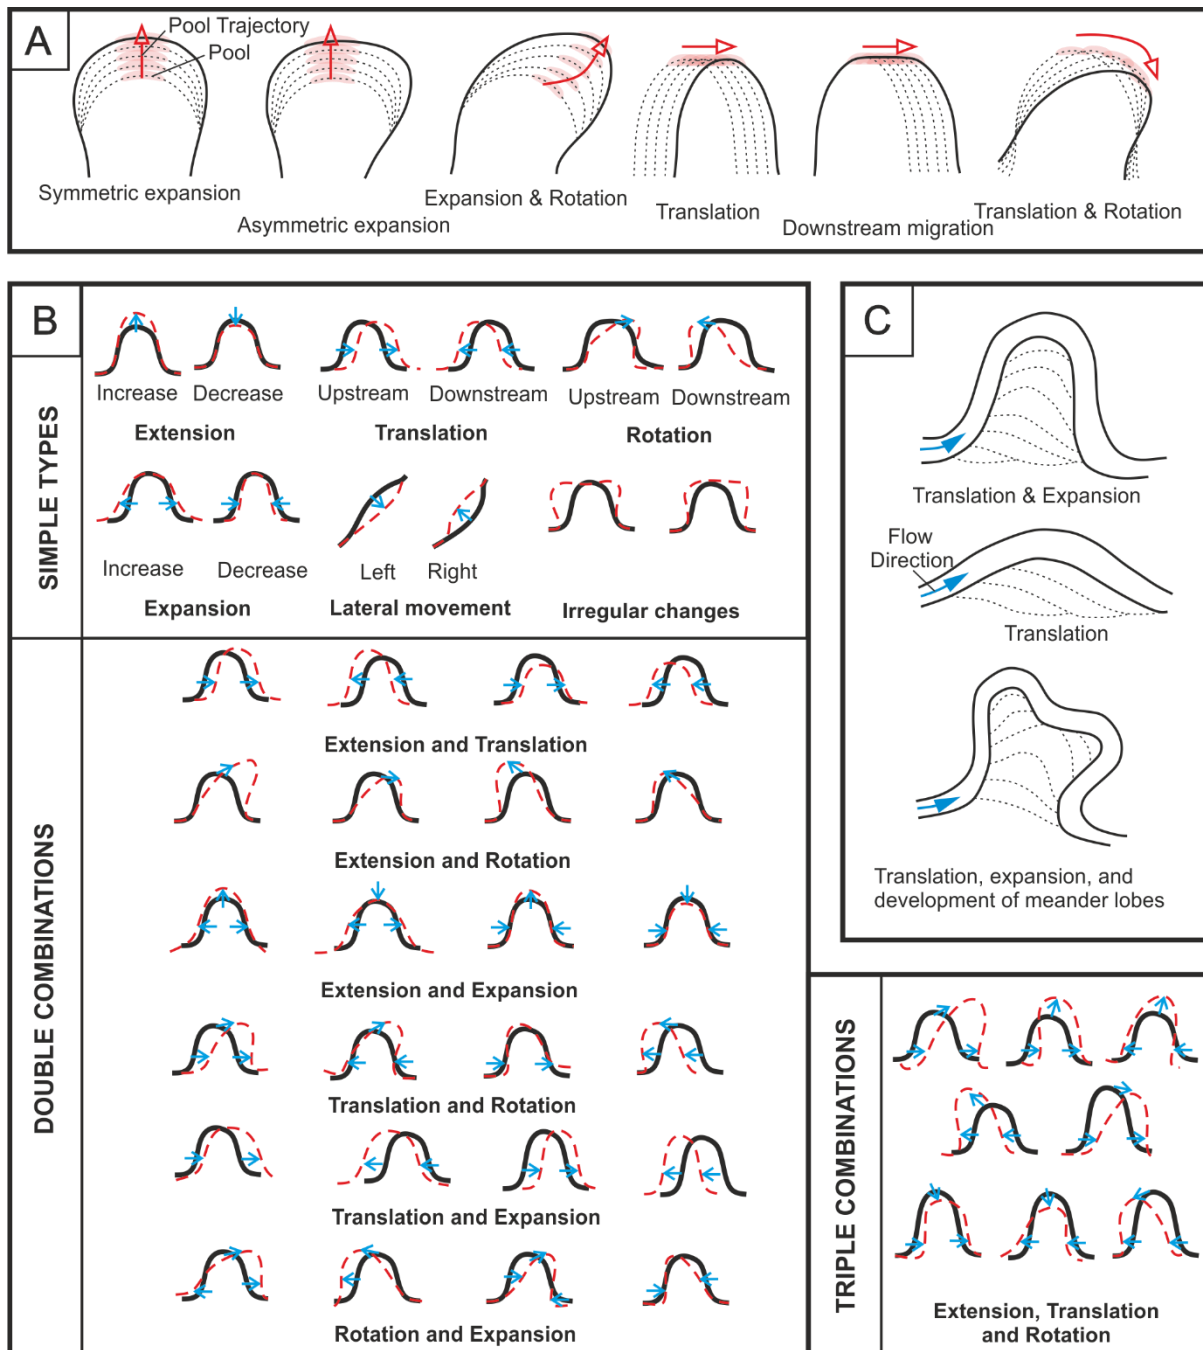 A
Pool Trajectory
Pool
Symmetric expansion
Asymmetric expansion
Expansion & Rotation
Translation
Downstream migration
Translation & Rotation
B
SIMPLE TYPES
Increase Decrease
Extension
Upstream Downstream
Translation
Upstream Downstream
Rotation
Increase Decrease
Expansion
Left Right
Lateral movement
Irregular changes
DOUBLE COMBINATIONS
Extension and Translation
Extension and Rotation
Extension and Expansion
Translation and Rotation
Translation and Expansion
Rotation and Expansion
C
Translation & Expansion
Flow
Direction
Translation
Translation, expansion, and
development of meander lobes
TRIPLE COMBINATIONS
Extension, Translation
and Rotation